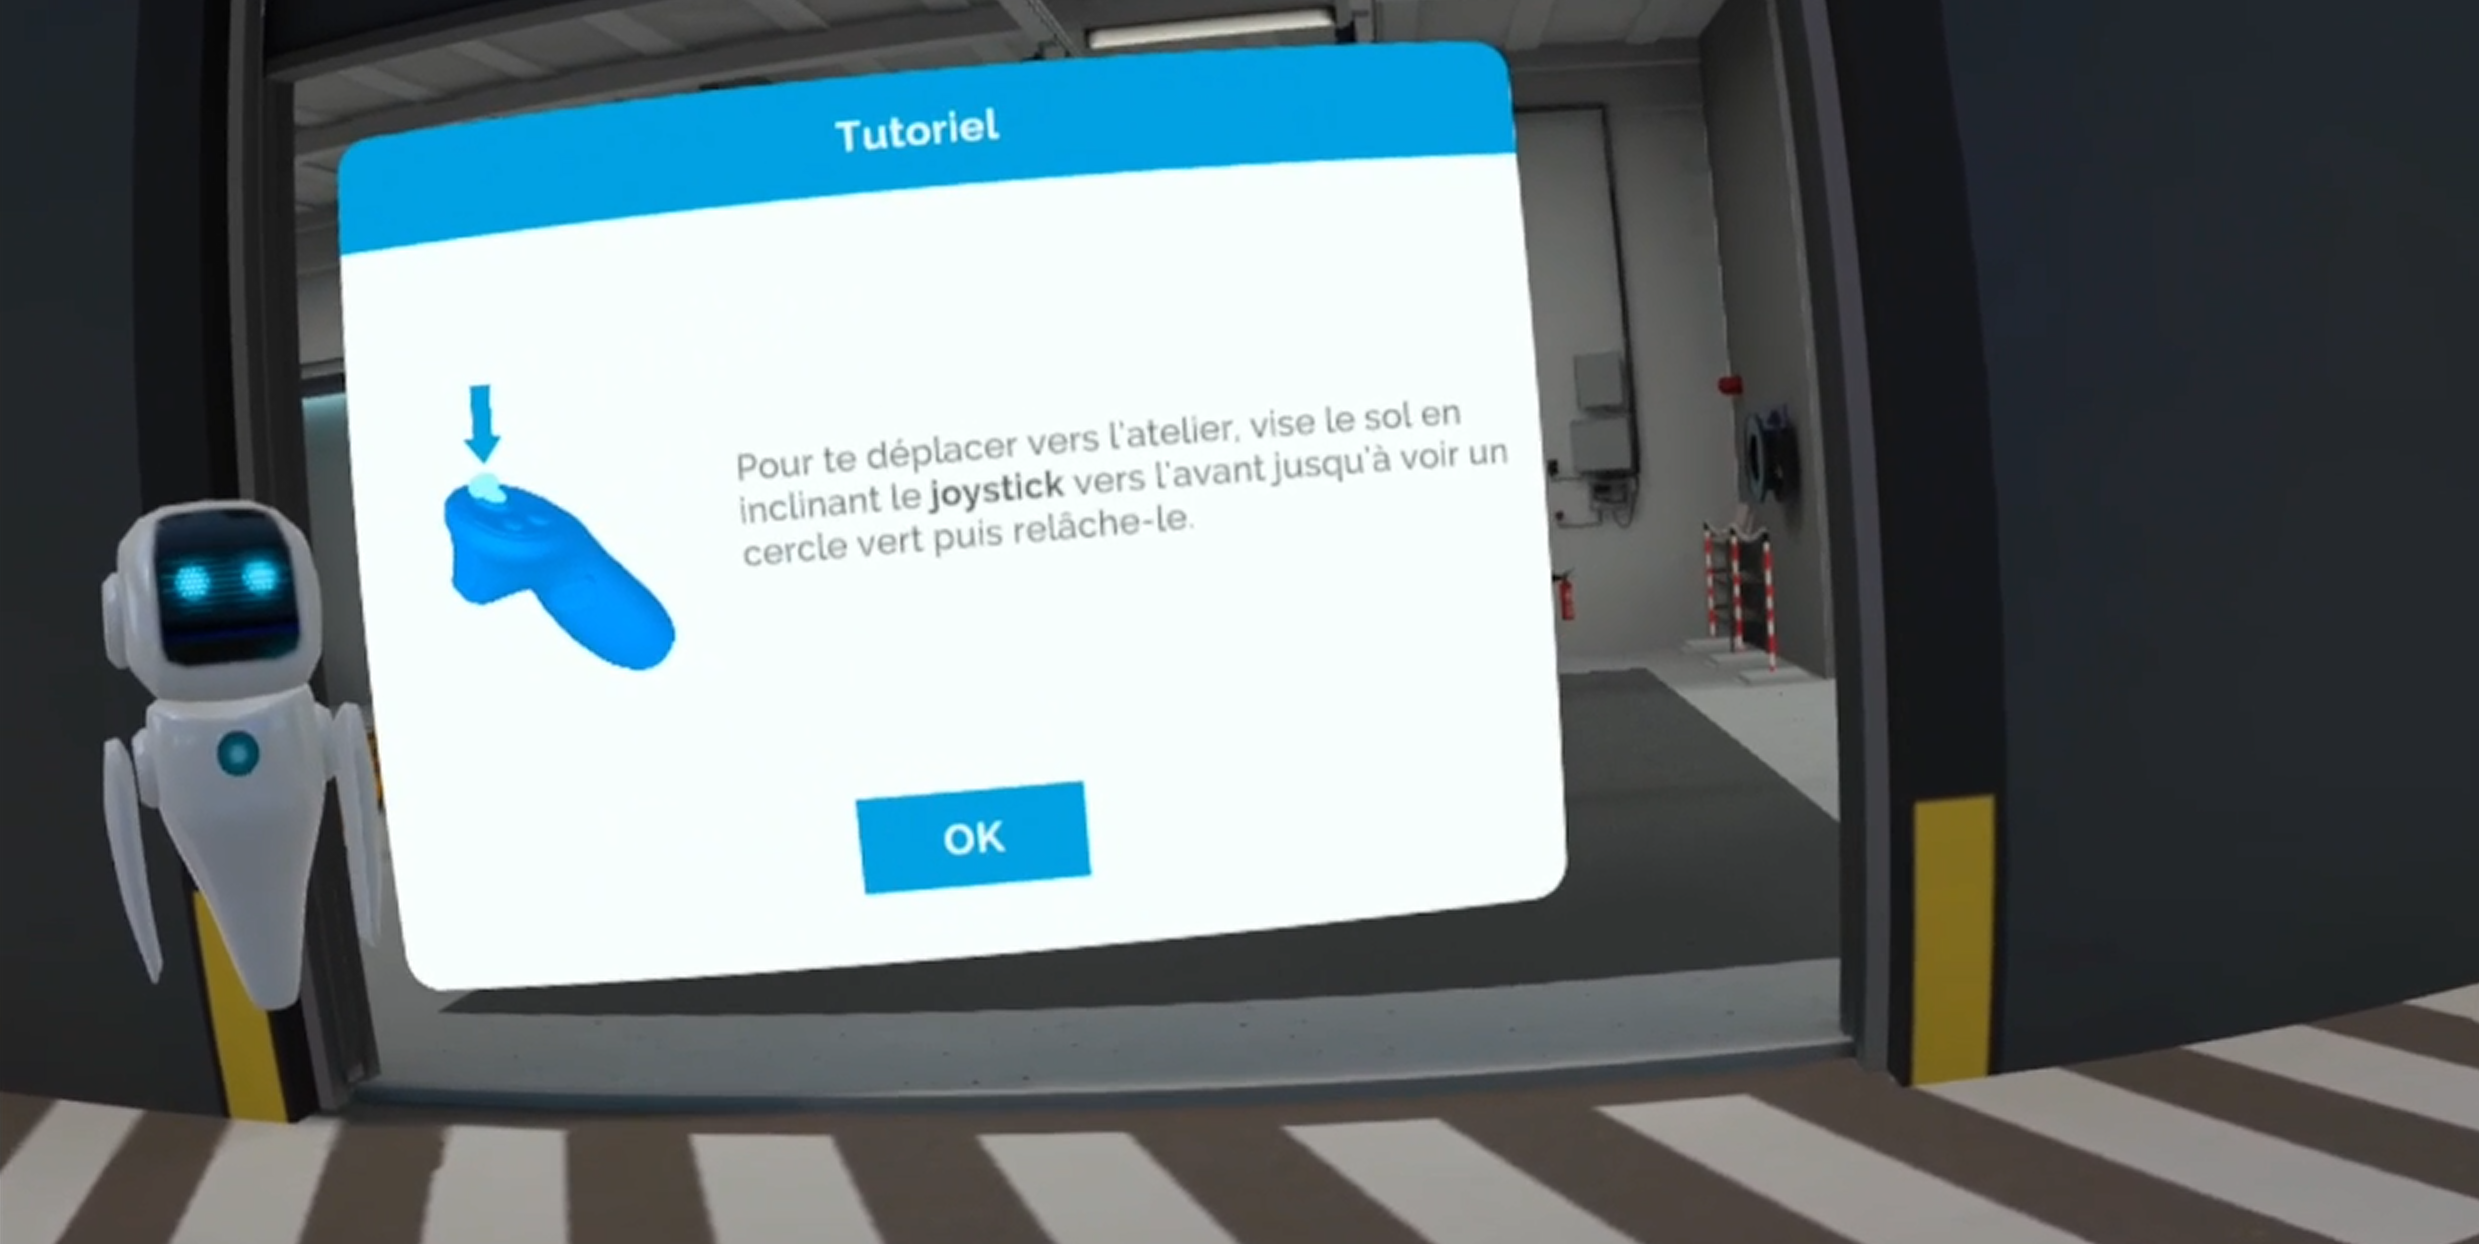 Tutoriel
Pour te déplacer vers l'atelier, vise le sol en
inclinant le joystick vers l'avant jusqu'à voir un
cercle vert puis relâche-le.
OK